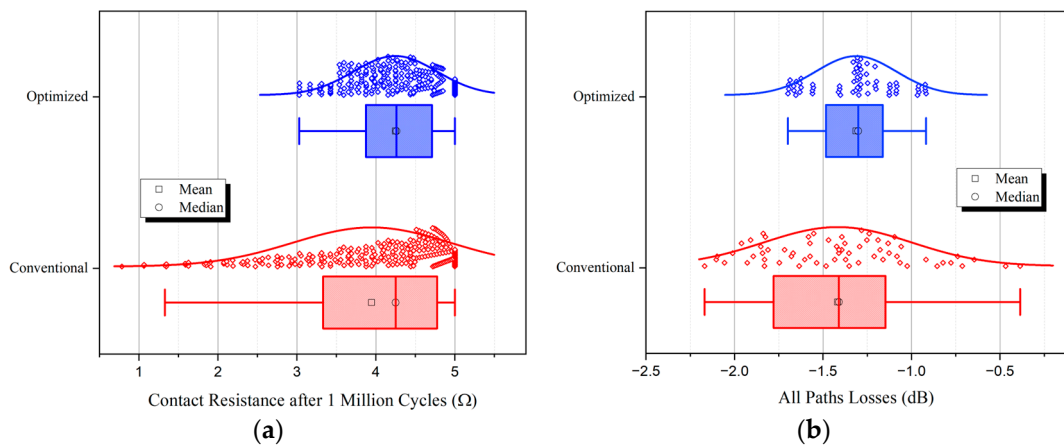 Optimized
Mean
Median
Conventional
1 2 3 4 5
Contact Resistance after 1 Million Cycles (Ω)
(a)
Optimized
Mean
Median
Conventional
−2.5 −2.0 −1.5 −1.0 −0.5
All Paths Losses (dB)
(b)